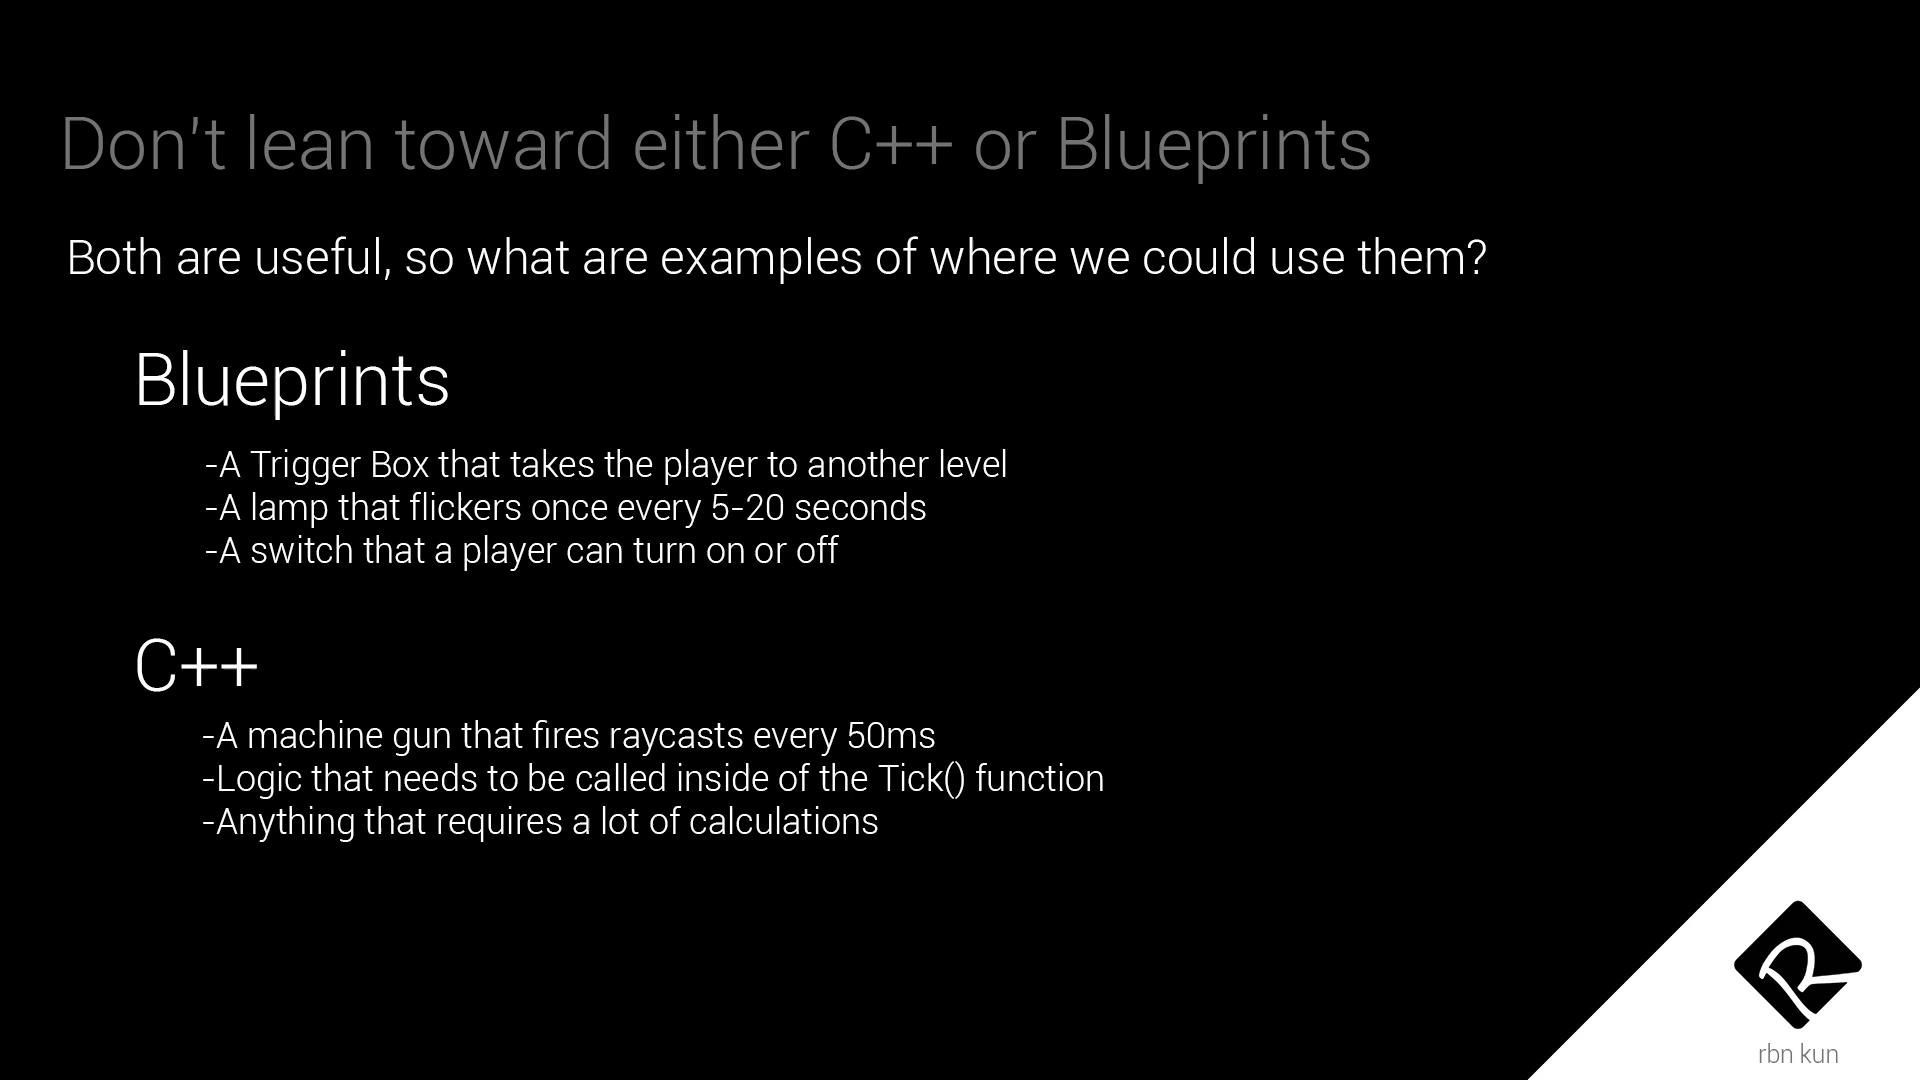 Don't lean toward either C++ or Blueprints
Both are useful, so what are examples of where we could use them?
Blueprints
-A Trigger Box that takes the player to another level
-A lamp that flickers once every 5-20 seconds
-A switch that a player can turn on or off
C++
-A machine gun that fires raycasts every 50ms
-Logic that needs to be called inside of the Tick() function
-Anything that requires a lot of calculations
R
rbn kun